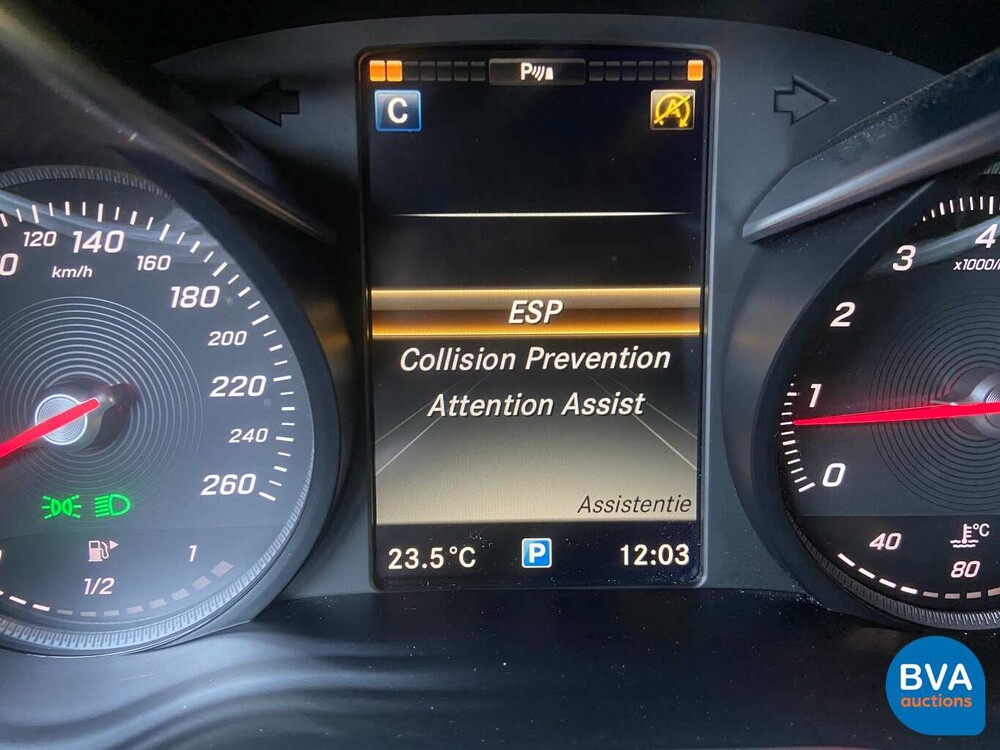 P
C
A
ESP
Collision Prevention
Attention Assist
Assistentie
23.5°C
P
12:03
0
120
140
160
180
200
220
240
260
km/h
1/2
1
4
3
2
1
0
x1000/
°C
40
80
BVA
auctions